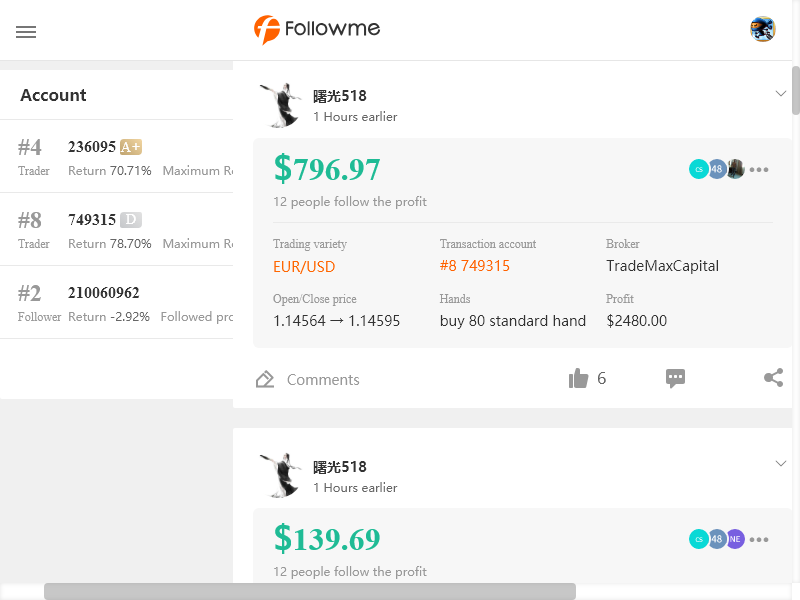 Followme
Account
#4 236095 A+
Trader Return 70.71% Maximum Re
#8 749315 D
Trader Return 78.70% Maximum Re
#2 210060962
Follower Return -2.92% Followed pro
曙光518
1 Hours earlier
$796.97
cs 48
12 people follow the profit
Trading variety Transaction account Broker
EUR/USD #8 749315 TradeMaxCapital
Open/Close price Hands Profit
1.14564 → 1.14595 buy 80 standard hand $2480.00
Comments 6
曙光518
1 Hours earlier
$139.69
cs 48 NE
12 people follow the profit